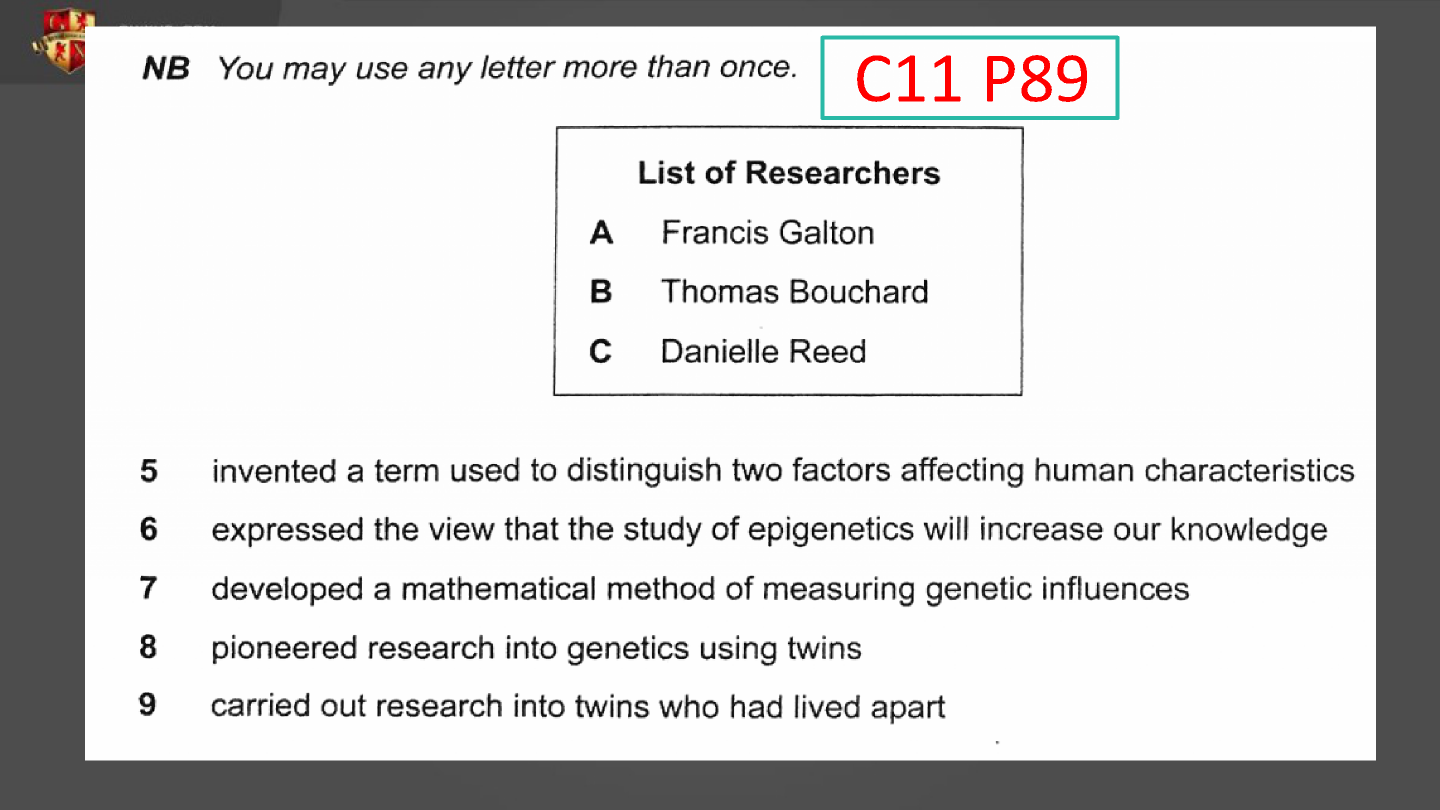 NB You may use any letter more than once.
C11 P89
List of Researchers
A Francis Galton
B Thomas Bouchard
C Danielle Reed
5 invented a term used to distinguish two factors affecting human characteristics
6 expressed the view that the study of epigenetics will increase our knowledge
7 developed a mathematical method of measuring genetic influences
8 pioneered research into genetics using twins
9 carried out research into twins who had lived apart